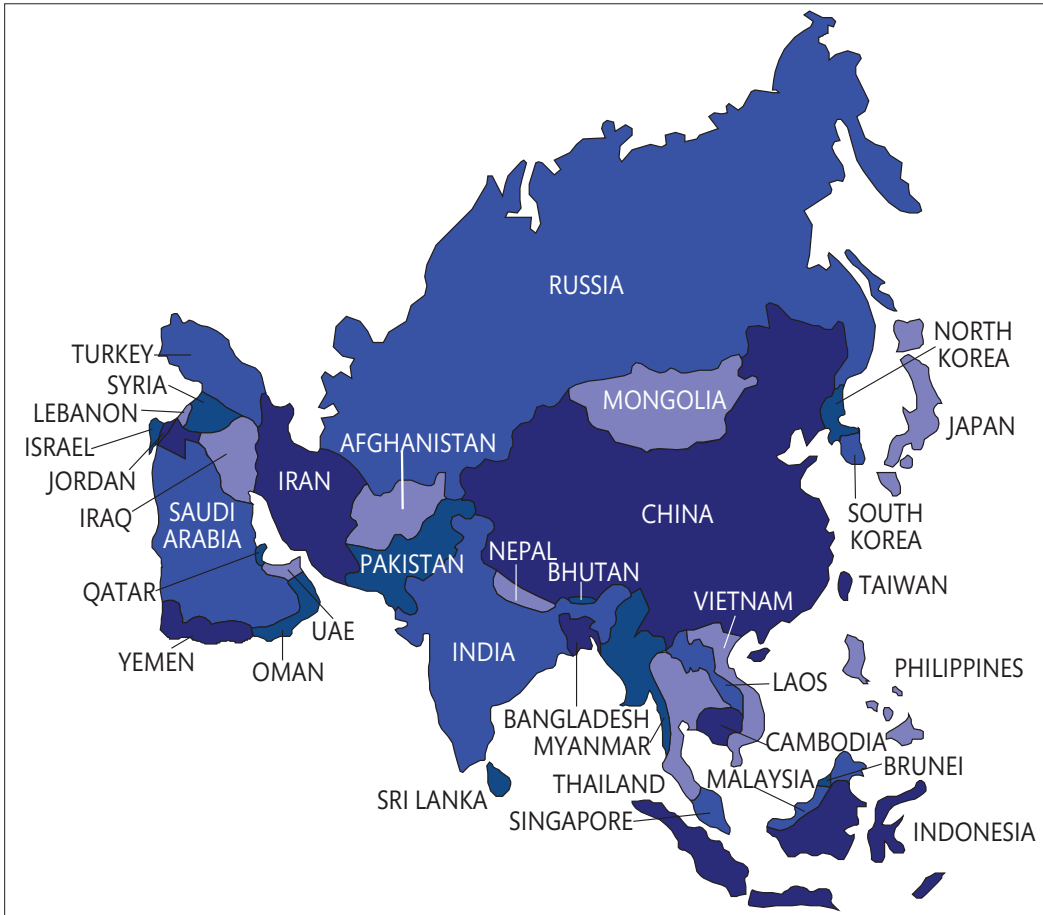 RUSSIA
NORTH
KOREA
TURKEY
SYRIA
MONGOLIA
LEBANON
JAPAN
ISRAEL
AFGHANISTAN
JORDAN
IRAN
IRAQ
SAUDI
ARABIA
CHINA
SOUTH
KOREA
PAKISTAN
NEPAL
BHUTAN
QATAR
TAIWAN
VIETNAM
UAE
YEMEN
OMAN
INDIA
LAOS
PHILIPPINES
BANGLADESH
MYANMAR
CAMBODIA
BRUNEI
THAILAND
MALAYSIA
SRI LANKA
SINGAPORE
INDONESIA